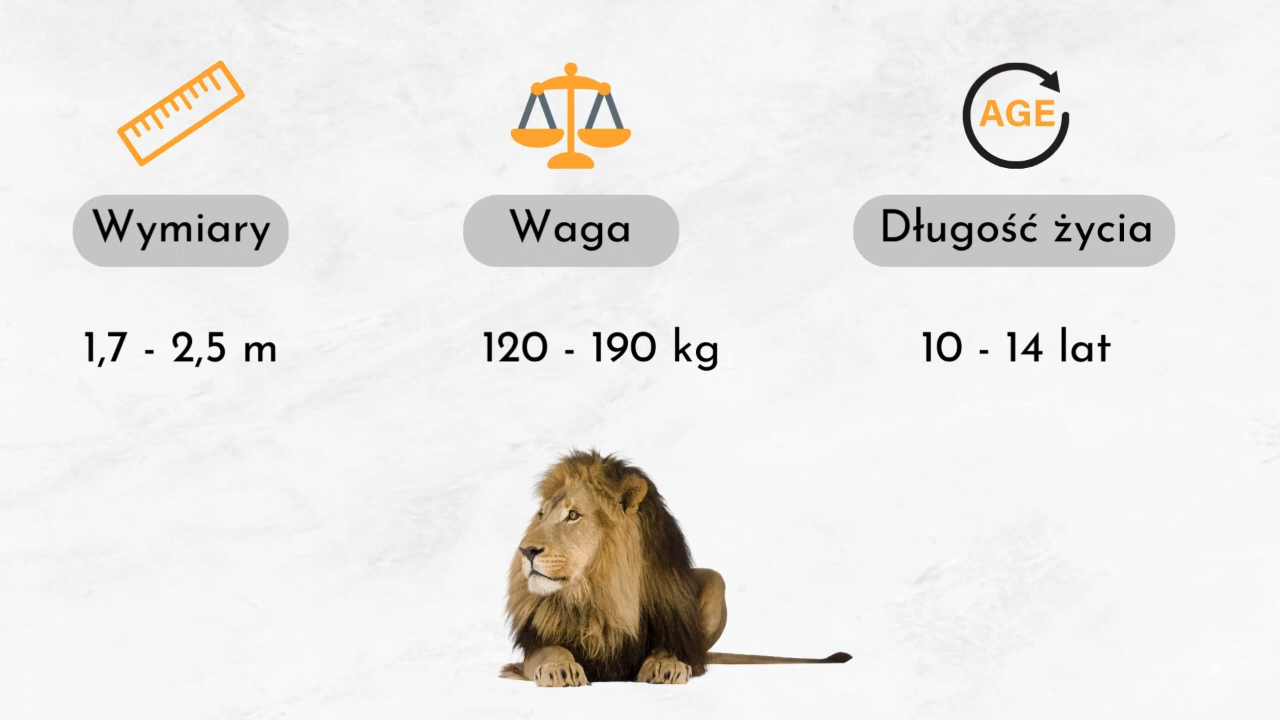 AGE
Wymiary
Waga
Długość życia
1,7 - 2,5 m
120 - 190 kg
10 - 14 lat